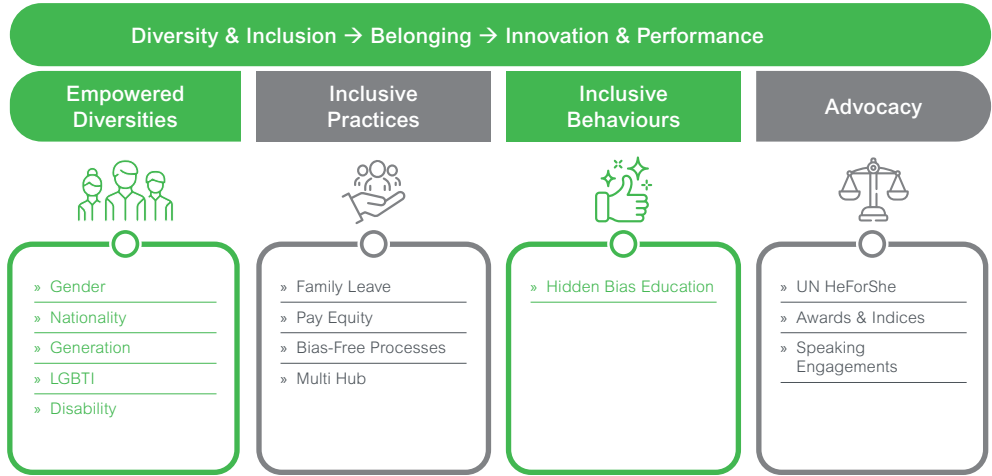 Diversity & Inclusion → Belonging → Innovation & Performance
Empowered
Diversities
Inclusive
Practices
Inclusive
Behaviours
Advocacy
» Gender
» Nationality
» Generation
» LGBTI
» Disability
» Family Leave
» Pay Equity
» Bias-Free Processes
» Multi Hub
» Hidden Bias Education
» UN HeForShe
» Awards & Indices
» Speaking
Engagements